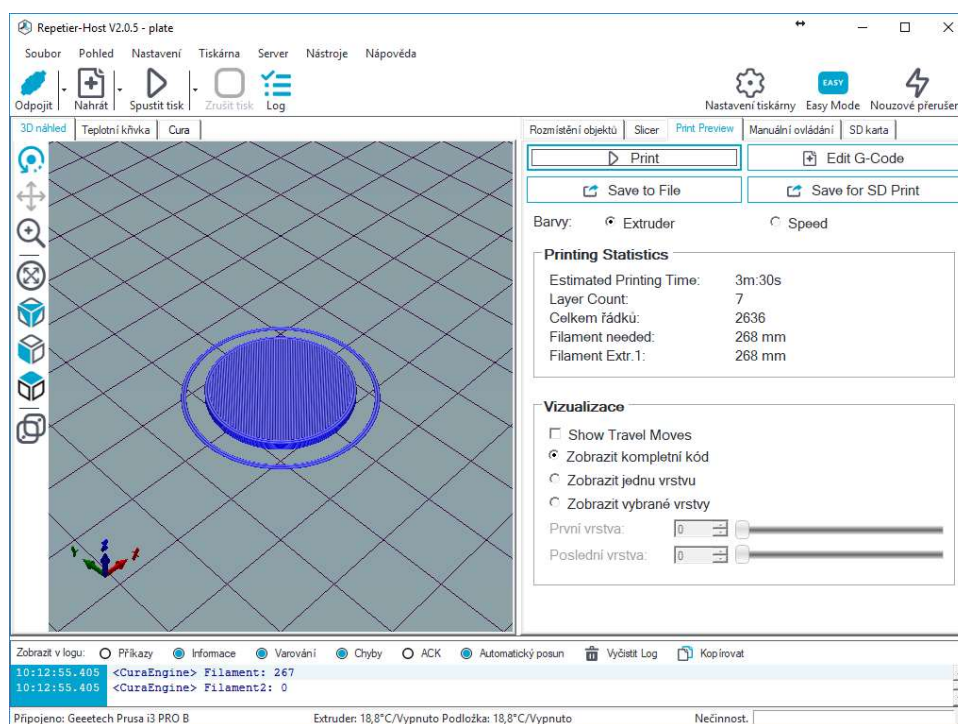 Repetier-Host V2.0.5 - plate
Soubor Pohled Nastavení Tiskárna Server Nástroje Nápověda
EASY
Odpojit Nahrát Spustit tisk Zrušit tisk Log Nastavení tiskárny Easy Mode Nouzové přerušen
3D náhled Teplotní křivka Cura Rozmístění objektů Slicer Print Preview Manuální ovládání SD karta
Print Edit G-Code
Save to File Save for SD Print
Barvy: Extruder Speed
Printing Statistics
Estimated Printing Time: 3m:30s
Layer Count: 7
Celkem řádků: 2636
Filament needed: 268 mm
Filament Extr.1: 268 mm
Vizualizace
Show Travel Moves
Zobrazit kompletní kód
Zobrazit jednu vrstvu
Zobrazit vybrané vrstvy
První vrstva: 0
Poslední vrstva: 0
Zobrazit v logu: Příkazy Informace Varování Chyby ACK Automatický posun Vyčistit Log Kopírovat
10:12:55.405 <CuraEngine> Filament: 267
10:12:55.405 <CuraEngine> Filament2: 0
Připojeno: Geeetech Prusa i3 PRO B Extruder: 18,8°C/Vypnuto Podložka: 18,8°C/Vypnuto Nečinnost.